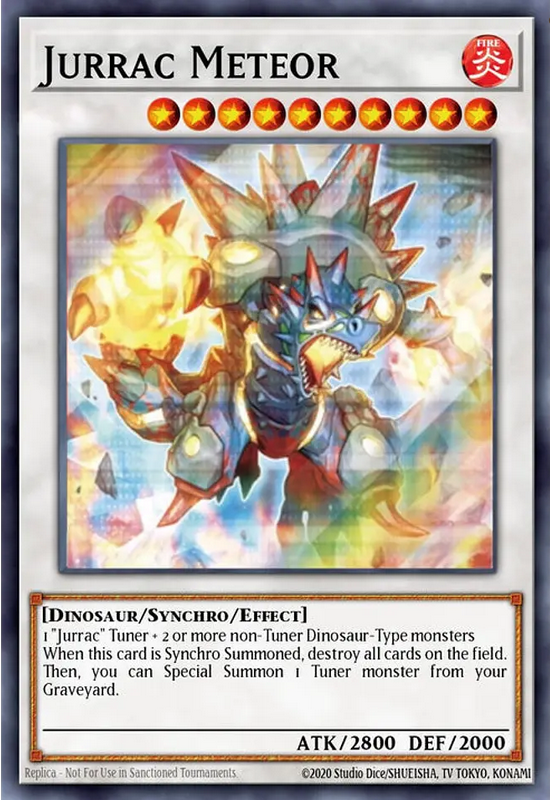 Jurrac Meteor
FIRE
炎
[Dinosaur/Synchro/Effect]
1 "Jurrac" Tuner + 2 or more non-Tuner Dinosaur-Type monsters
When this card is Synchro Summoned, destroy all cards on the field.
Then, you can Special Summon 1 Tuner monster from your
Graveyard.
ATK/2800 DEF/2000
Replica - Not For Use in Sanctioned Tournaments
©2020 Studio Dice/SHUEISHA, TV TOKYO, KONAMI